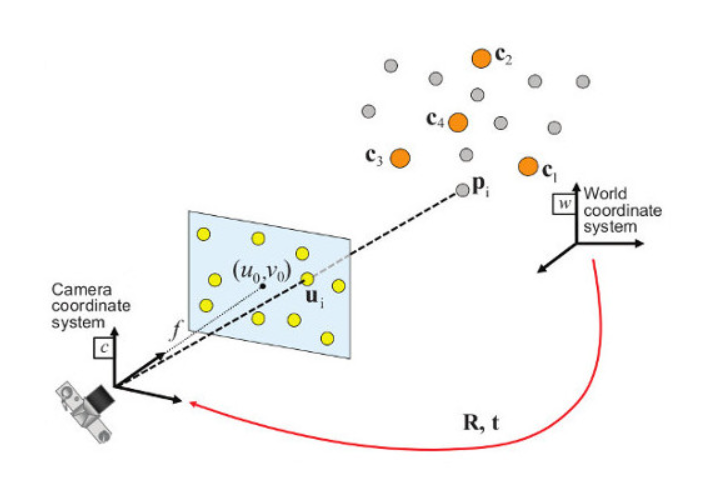 c₂
c₄
c₃
c₁
pᵢ
w
World
coordinate
system
(u₀,v₀)
uᵢ
Camera
coordinate
system
f
c
R, t